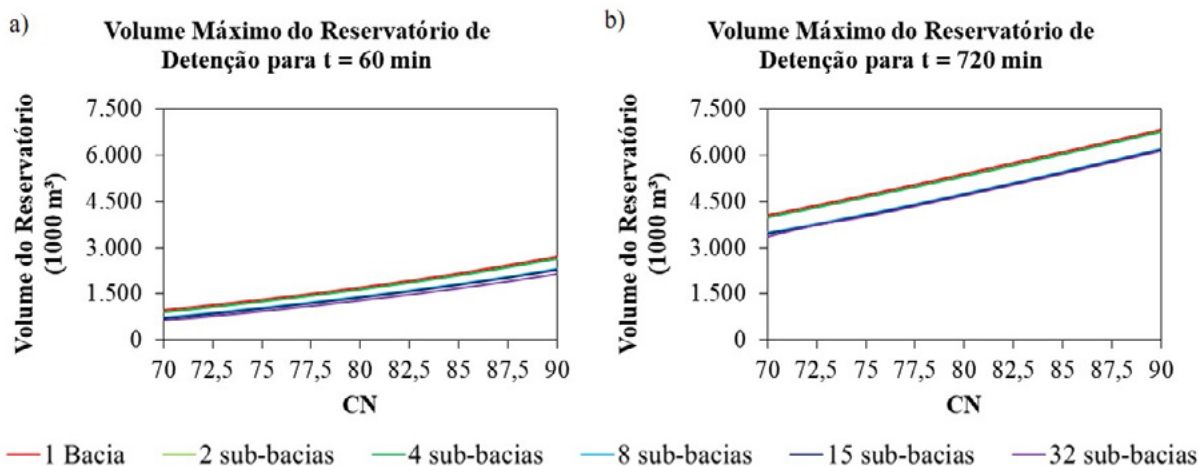 a)
Volume Máximo do Reservatório de
Detenção para t = 60 min
Volume do Reservatório
(1000 m³)
7.500
6.000
4.500
3.000
1.500
0
70 72,5 75 77,5 80 82,5 85 87,5 90
CN
b)
Volume Máximo do Reservatório de
Detenção para t = 720 min
Volume do Reservatório
(1000 m³)
7.500
6.000
4.500
3.000
1.500
0
70 72,5 75 77,5 80 82,5 85 87,5 90
CN
1 Bacia 2 sub-bacias 4 sub-bacias 8 sub-bacias 15 sub-bacias 32 sub-bacias